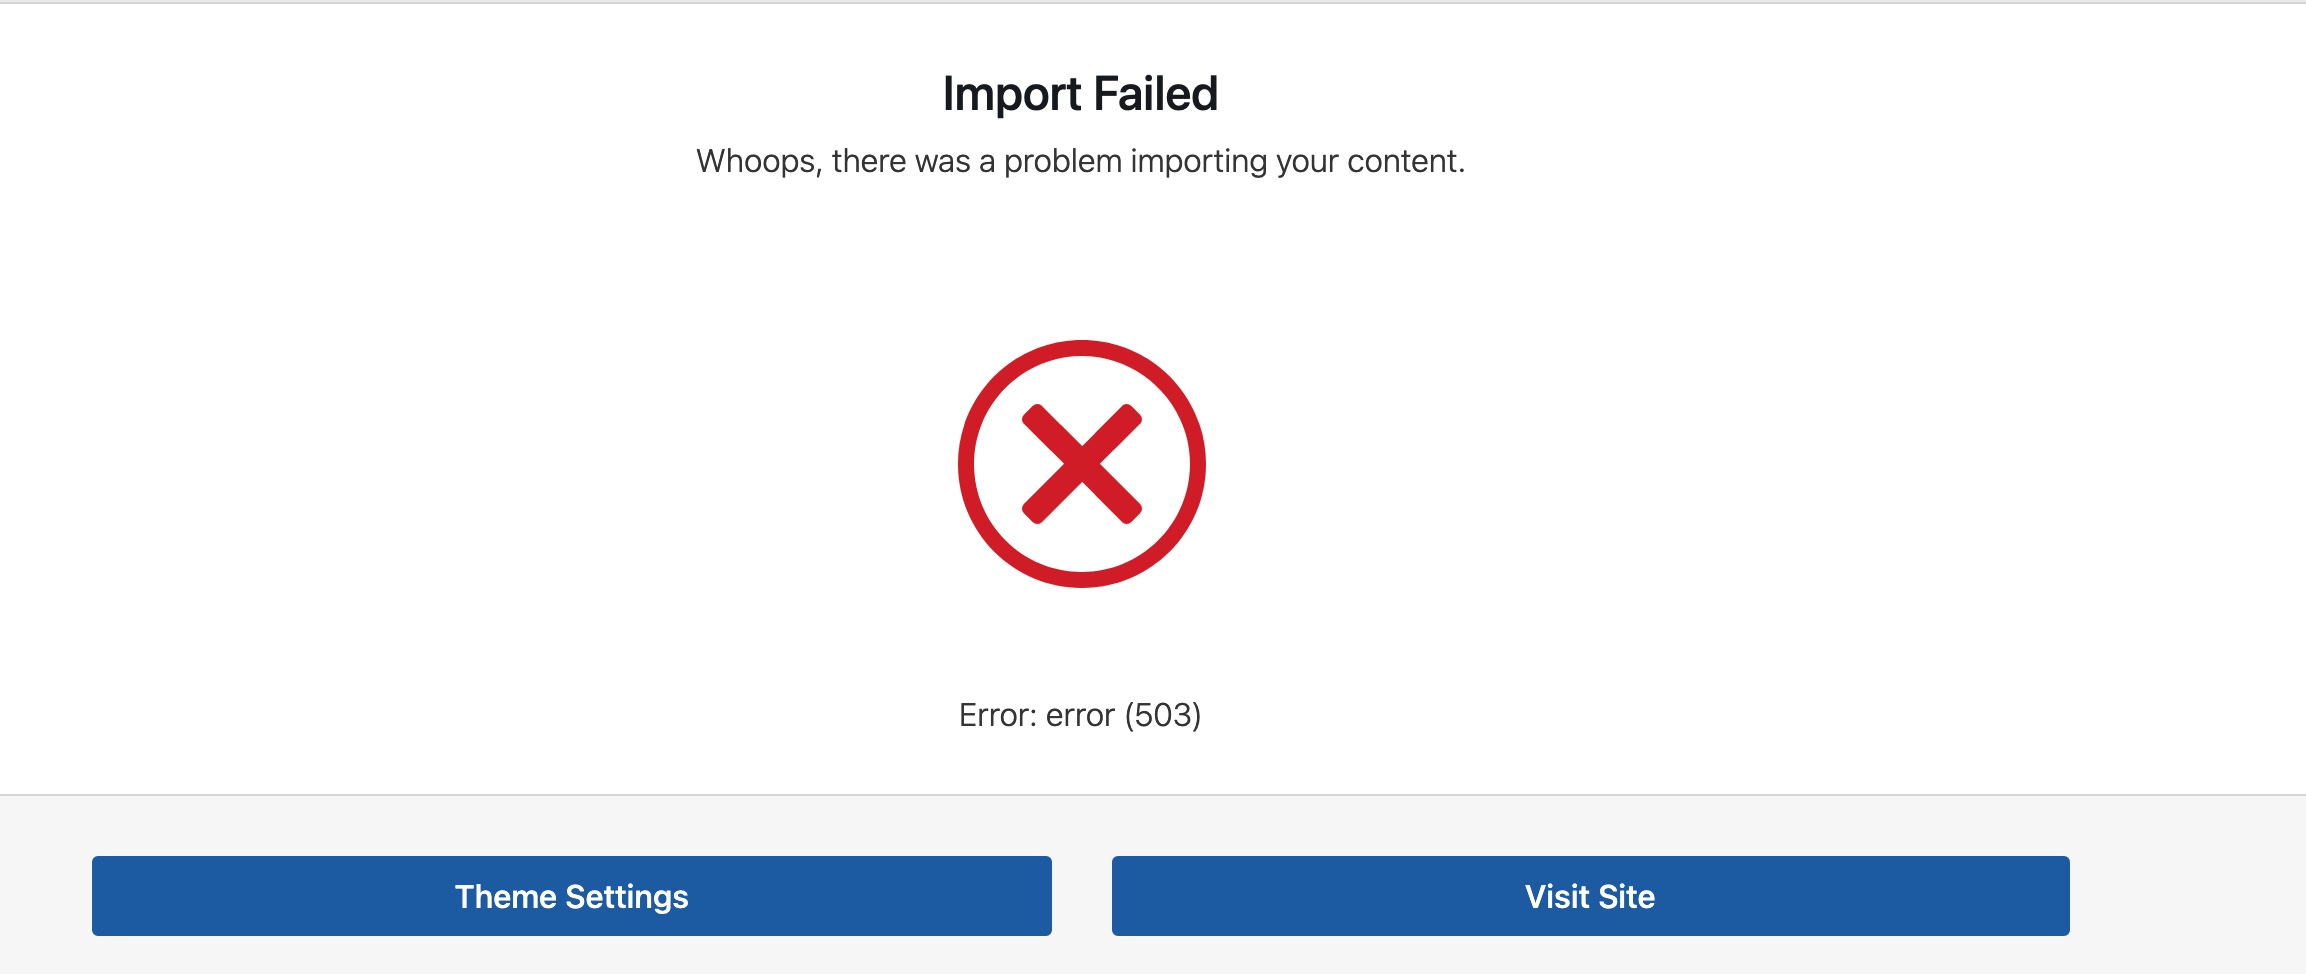 Import Failed
Whoops, there was a problem importing your content.
Error: error (503)
Theme Settings
Visit Site